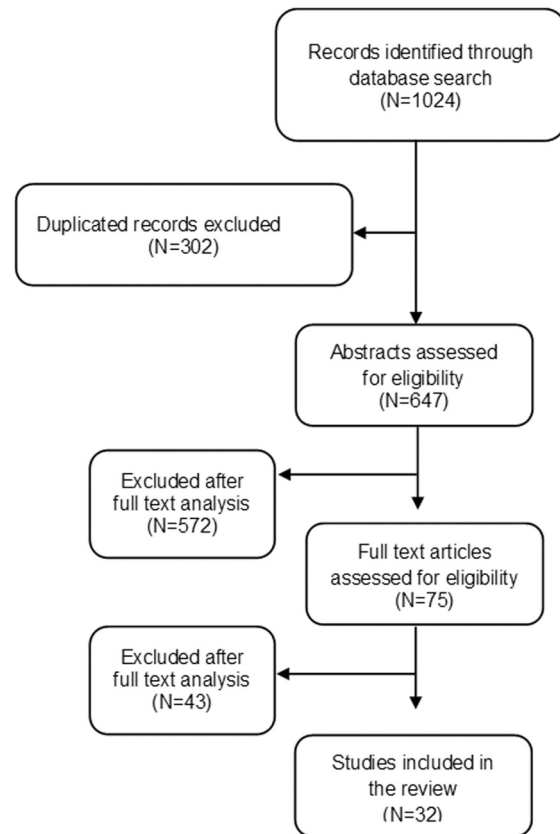 Records identified through
database search
(N=1024)
Duplicated records excluded
(N=302)
Abstracts assessed
for eligibility
(N=647)
Excluded after
full text analysis
(N=572)
Full text articles
assessed for eligibility
(N=75)
Excluded after
full text analysis
(N=43)
Studies included in
the review
(N=32)